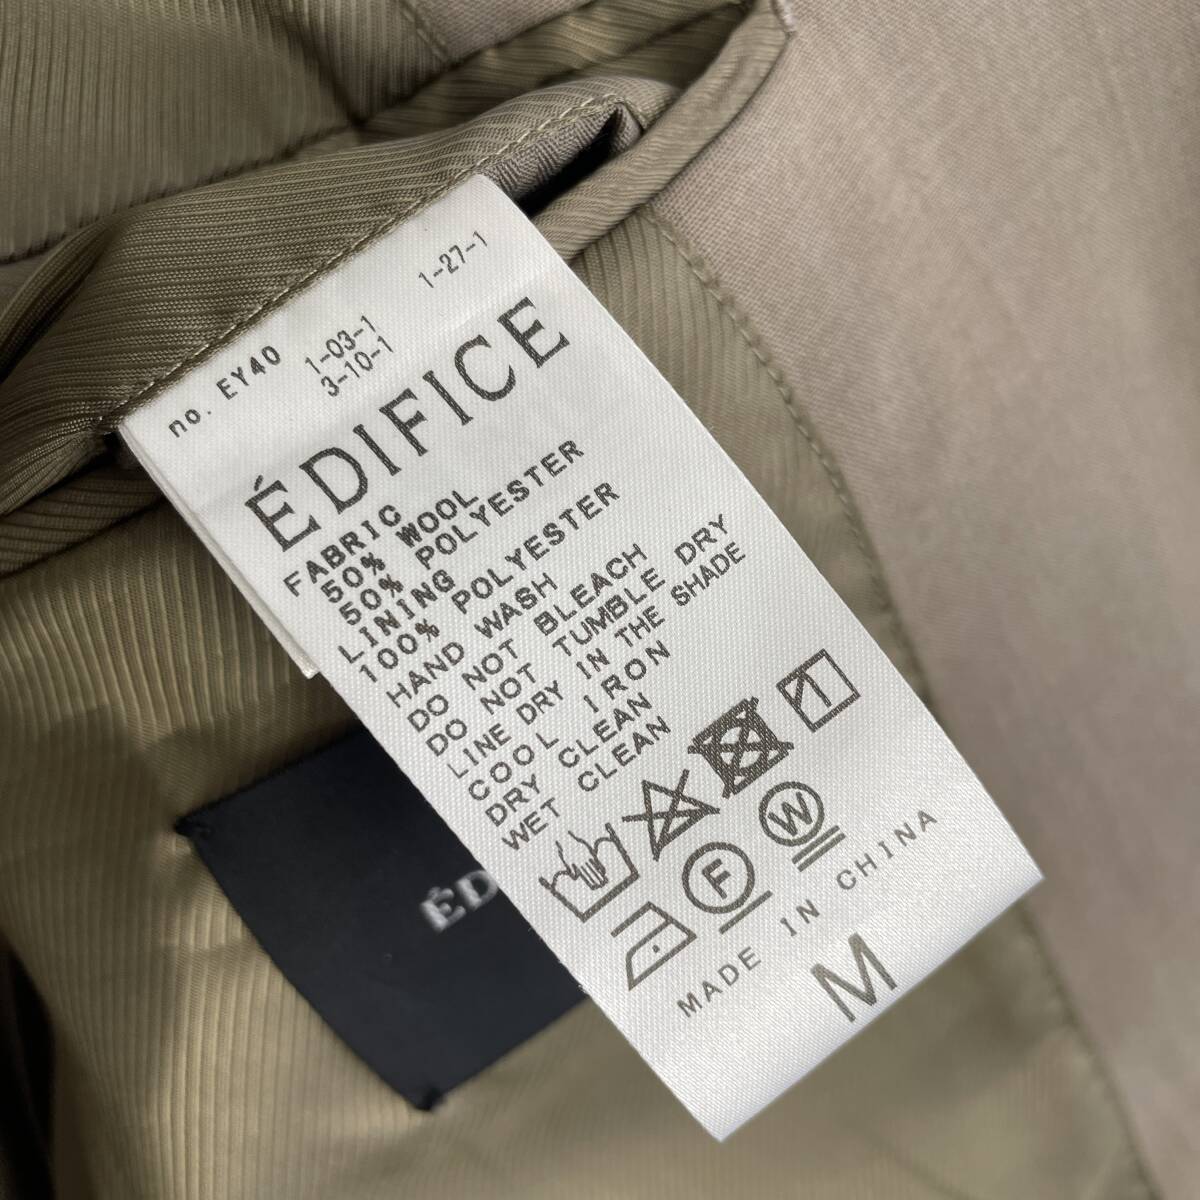 no. EY40
1-03-1
3-10-1
1-27-1
ÉDIFICE
FABRIC
50% WOOL
50% POLYESTER
LINING
100% POLYESTER
HAND WASH
DO NOT BLEACH
DO NOT TUMBLE DRY
LINE DRY IN THE SHADE
COOL IRON
DRY CLEAN
WET CLEAN
F
W
MADE IN CHINA
M
ÉD